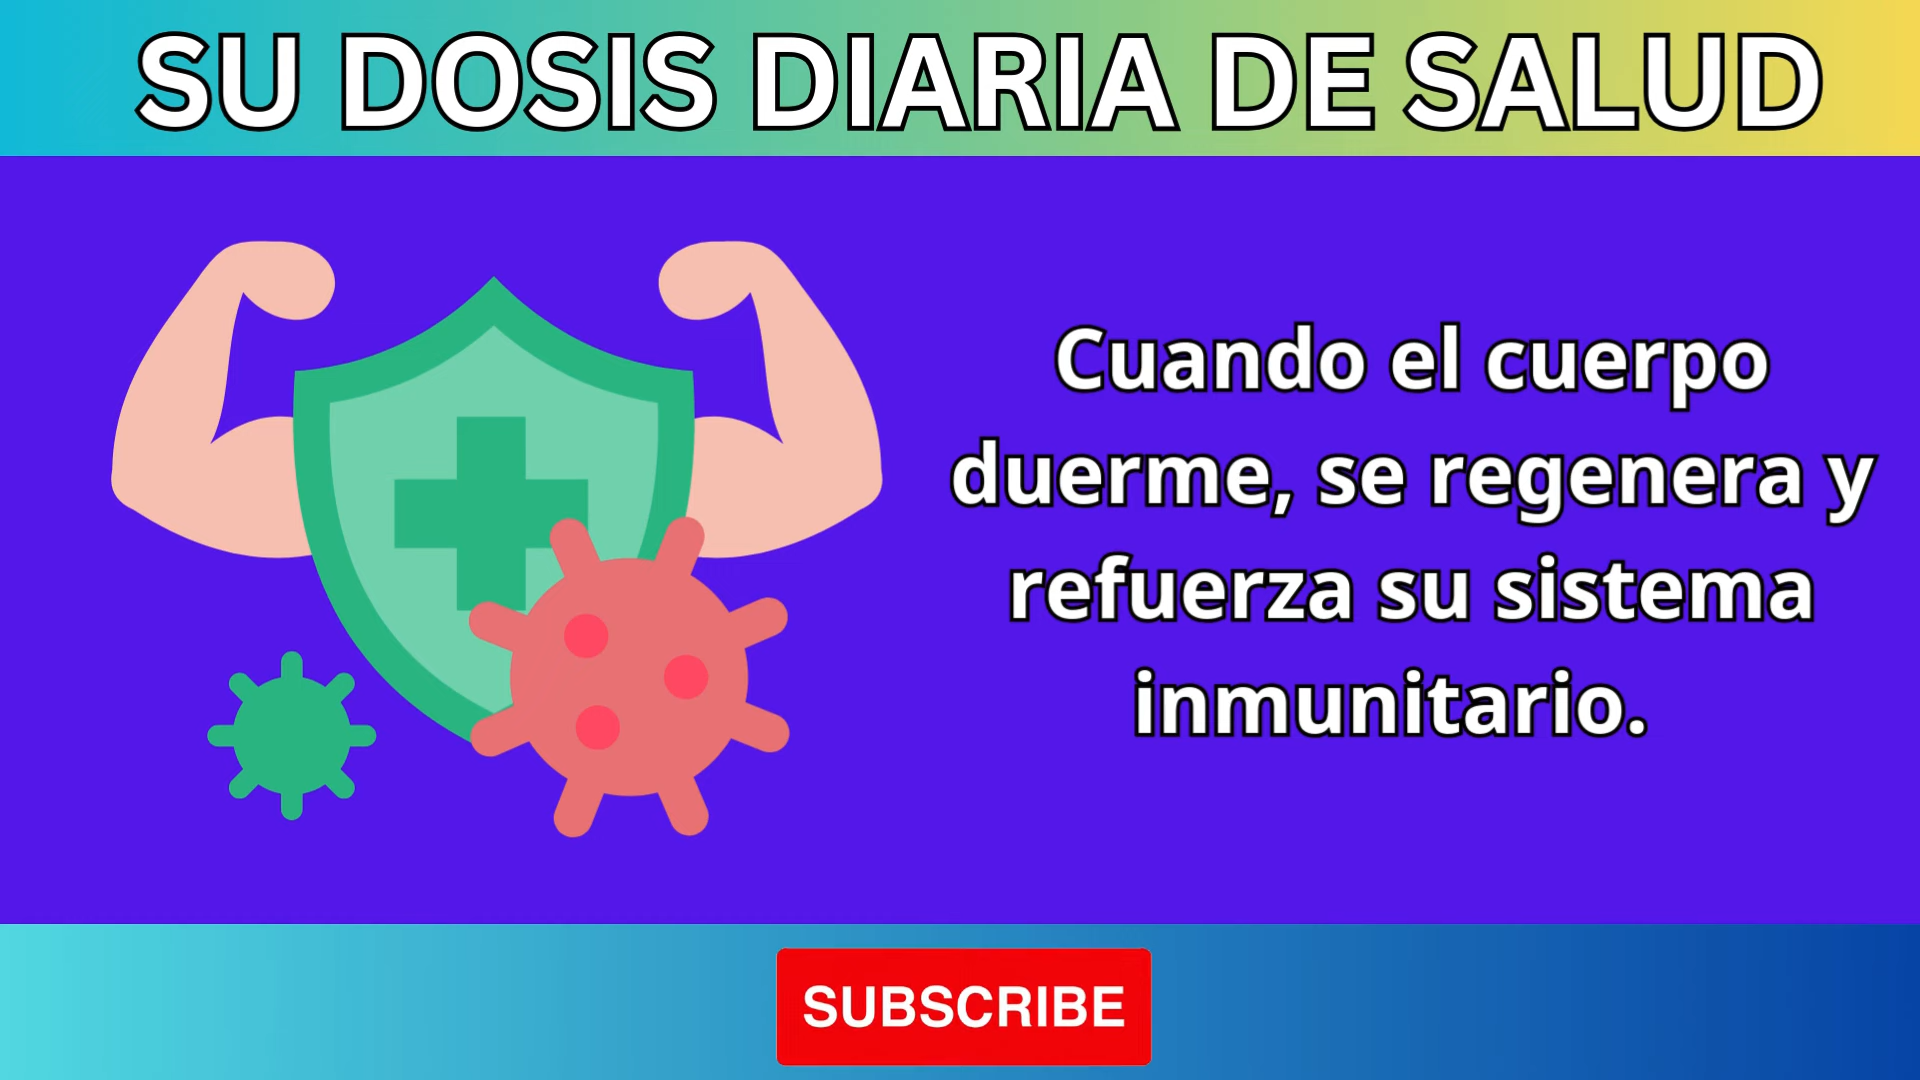 SU DOSIS DIARIA DE SALUD
Cuando el cuerpo
duerme, se regenera y
refuerza su sistema
inmunitario.
SUBSCRIBE